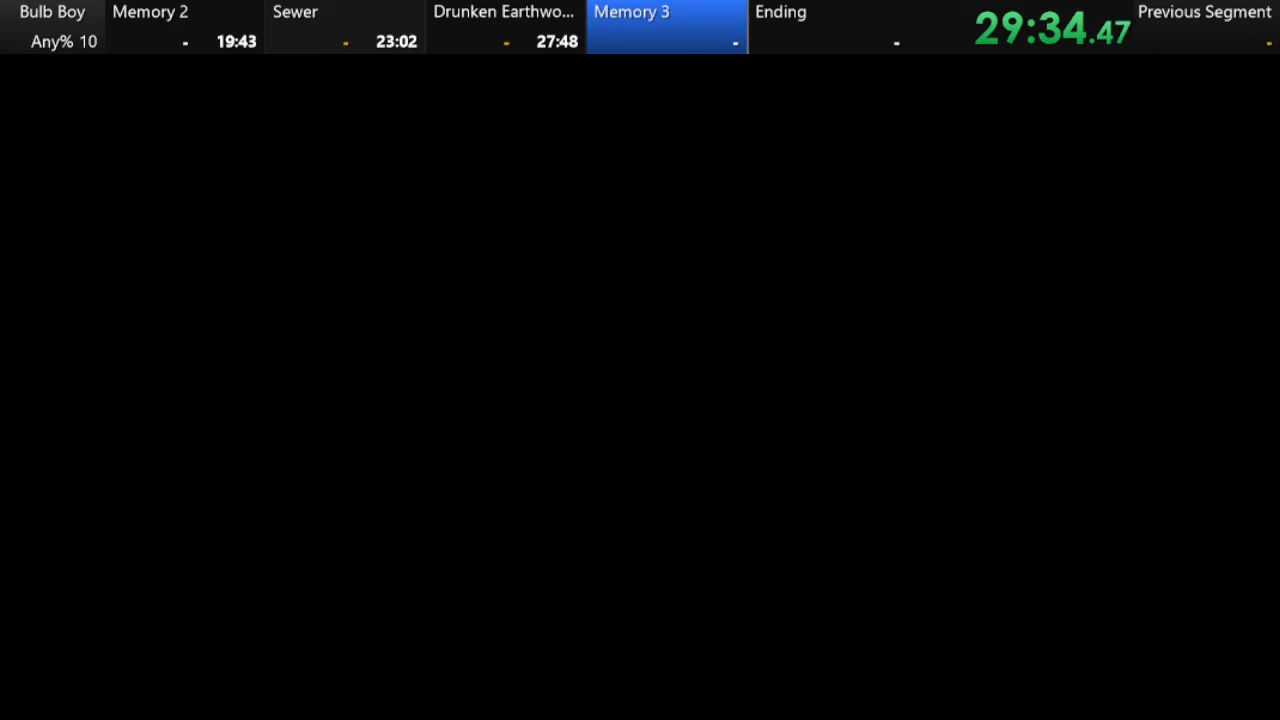 Bulb Boy Memory 2 Sewer Drunken Earthwo... Memory 3 Ending 29:34.47 Previous Segment
Any% 10 - 19:43 - 23:02 - 27:48 - - -